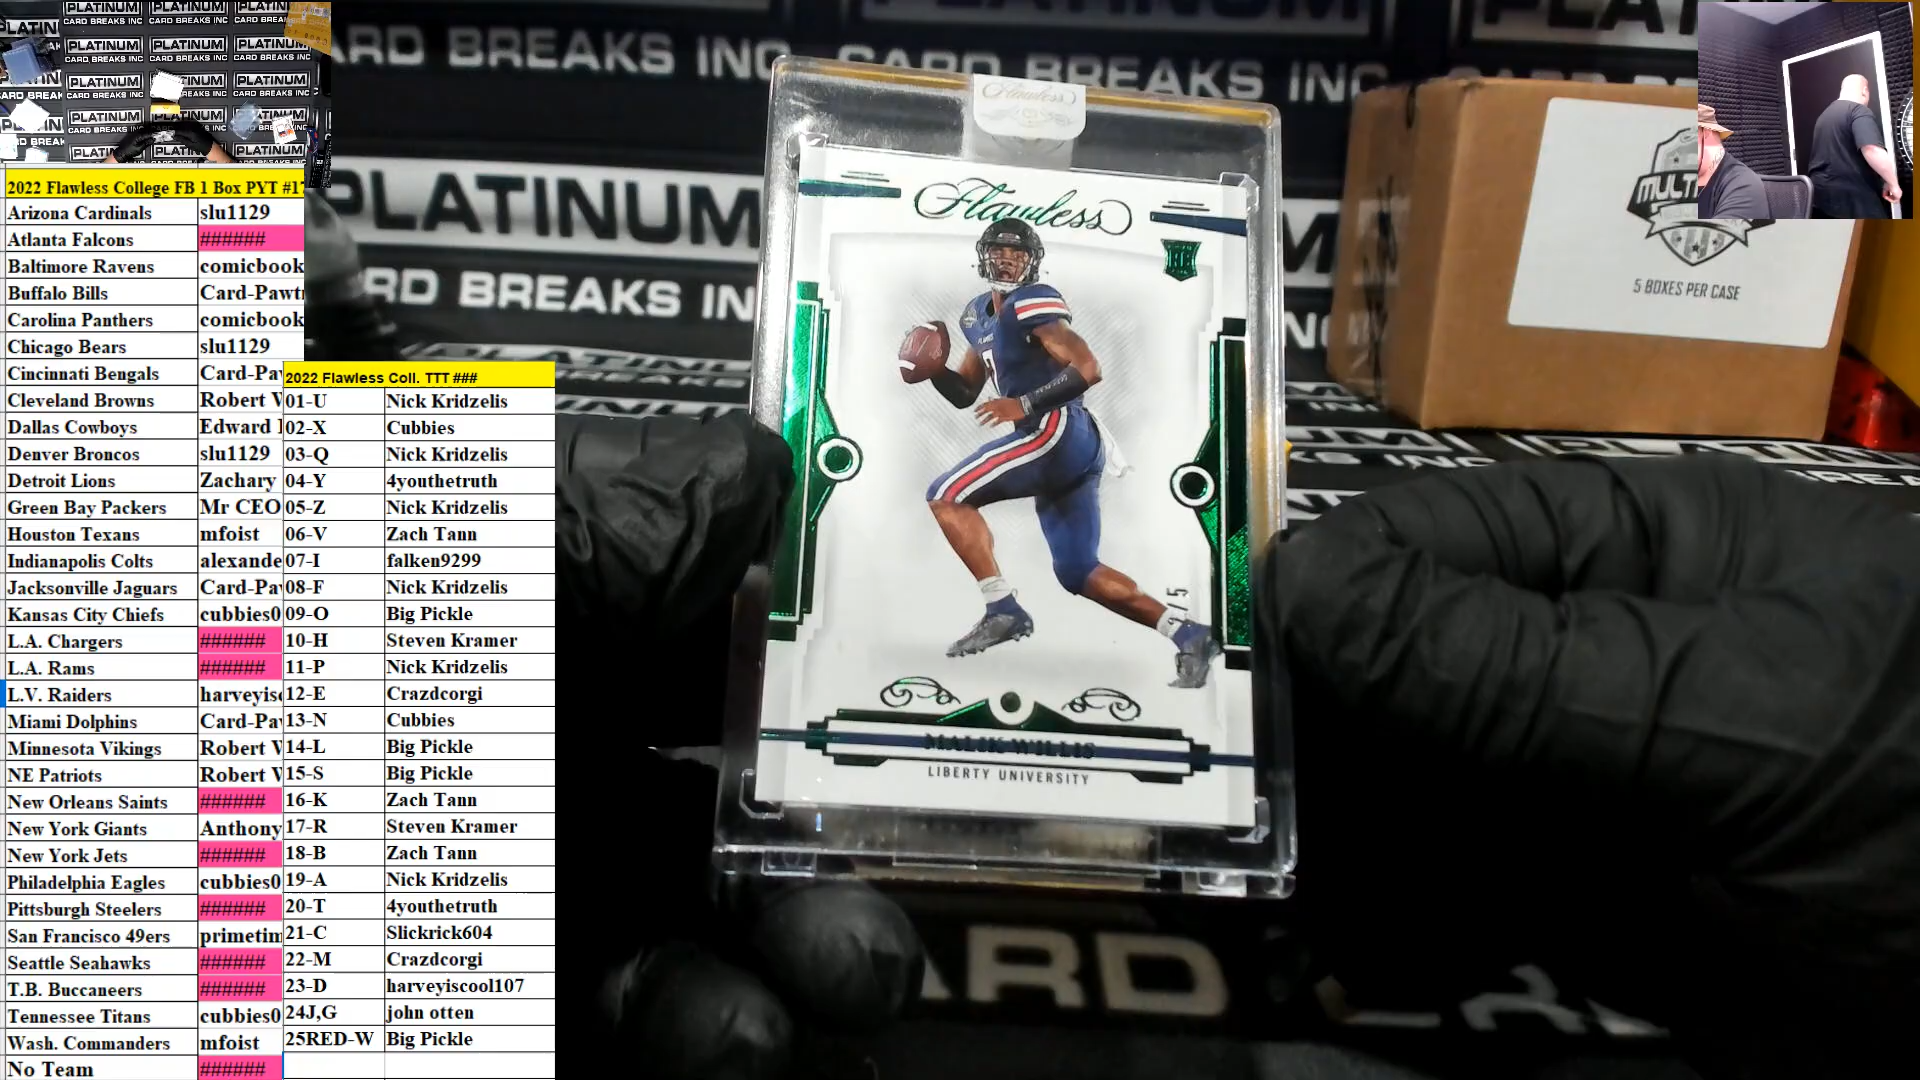 PLATINUM
CARD BREAKS INC
2022 Flawless College FB 1 Box PYT #17
Arizona Cardinals slu1129
Atlanta Falcons ######
Baltimore Ravens comicbook
Buffalo Bills Card-Pawt
Carolina Panthers comicbook
Chicago Bears slu1129
Cincinnati Bengals Card-Pa
Cleveland Browns Robert
Dallas Cowboys Edward
Denver Broncos slu1129
Detroit Lions Zachary
Green Bay Packers Mr CEO
Houston Texans mfoist
Indianapolis Colts alexande
Jacksonville Jaguars Card-Pa
Kansas City Chiefs cubbies0
L.A. Chargers ######
L.A. Rams ######
L.V. Raiders harveyis
Miami Dolphins Card-Pa
Minnesota Vikings Robert
NE Patriots Robert
New Orleans Saints ######
New York Giants Anthony
New York Jets ######
Philadelphia Eagles cubbies0
Pittsburgh Steelers ######
San Francisco 49ers primetim
Seattle Seahawks ######
T.B. Buccaneers ######
Tennessee Titans cubbies0
Wash. Commanders mfoist
No Team ######
2022 Flawless Coll. TTT ###
01-U Nick Kridzelis
02-X Cubbies
03-Q Nick Kridzelis
04-Y 4youthetruth
05-Z Nick Kridzelis
06-V Zach Tann
07-I falken9299
08-F Nick Kridzelis
09-O Big Pickle
10-H Steven Kramer
11-P Nick Kridzelis
12-E Crazdcorgi
13-N Cubbies
14-L Big Pickle
15-S Big Pickle
16-K Zach Tann
17-R Steven Kramer
18-B Zach Tann
19-A Nick Kridzelis
20-T 4youthetruth
21-C Slickrick604
22-M Crazdcorgi
23-D harveyiscool107
24J,G john otten
25RED-W Big Pickle
Flawless
Flawless
MALIK WILLIS
LIBERTY UNIVERSITY
PLATINUM
CARD BREAKS INC
MULT
5 BOXES PER CASE